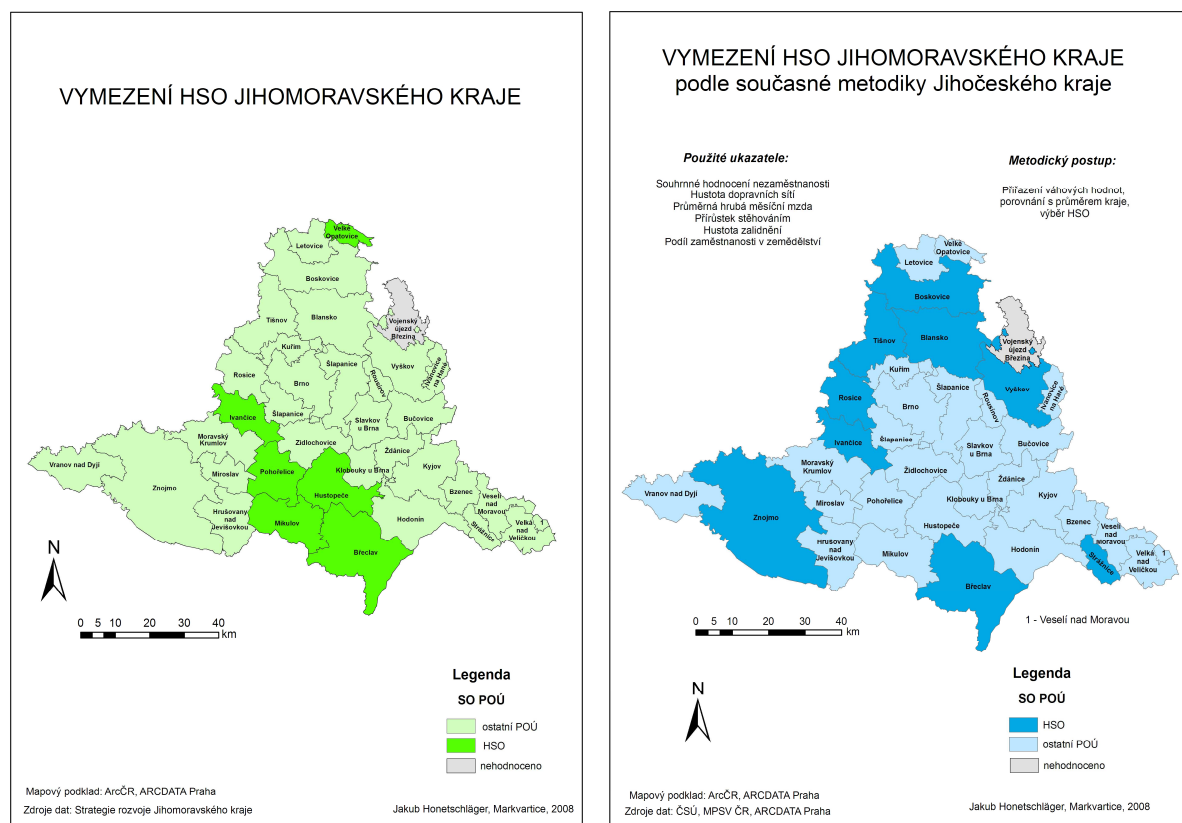 VYMEZENÍ HSO JIHOMORAVSKÉHO KRAJE
Velké
Opatovice
Letovice
Boskovice
Vojenský
újezd
Březina
Blansko
Tišnov
Kuřim
Šlapanice
Rousínov
Vyškov
Ivanovice
na Hané
Rosice
Brno
Ivančice
Šlapanice
Slavkov
u Brna
Bučovice
Moravský
Krumlov
Židlochovice
Ždánice
Vranov nad Dyjí
Miroslav
Pohořelice
Klobouky u Brna
Kyjov
Znojmo
Hustopeče
Bzenec
Veselí
nad
Moravou
Hrušovany
nad
Jevišovkou
Mikulov
Hodonín
Strážnice
Velká
nad
Veličkou
1
Břeclav
N
0 5 10 20 30 40
km
Legenda
SO POÚ
ostatní POÚ
HSO
nehodnoceno
Mapový podklad: ArcČR, ARCDATA Praha
Zdroje dat: Strategie rozvoje Jihomoravského kraje
Jakub Honetschläger, Markvartice, 2008
VYMEZENÍ HSO JIHOMORAVSKÉHO KRAJE
podle současné metodiky Jihočeského kraje
Použité ukazatele:
Souhrnné hodnocení nezaměstnanosti
Hustota dopravních sítí
Průměrná hrubá měsíční mzda
Přírůstek stěhováním
Hustota zalidnění
Podíl zaměstnanosti v zemědělství
Metodický postup:
Přiřazení váhových hodnot,
porovnání s průměrem kraje,
výběr HSO
Velké
Opatovice
Letovice
Boskovice
Vojenský
újezd
Březina
Blansko
Tišnov
Kuřim
Šlapanice
Rousínov
Vyškov
Ivanovice
na Hané
Rosice
Brno
Ivančice
Šlapanice
Slavkov
u Brna
Bučovice
Moravský
Krumlov
Židlochovice
Ždánice
Vranov nad Dyjí
Miroslav
Pohořelice
Klobouky u Brna
Kyjov
Znojmo
Hustopeče
Bzenec
Veselí
nad
Moravou
Hrušovany
nad
Jevišovkou
Mikulov
Hodonín
Strážnice
Velká
nad
Veličkou
1
Břeclav
1 - Veselí nad Moravou
0 5 10 20 30 40
km
N
Legenda
SO POÚ
HSO
ostatní POÚ
nehodnoceno
Mapový podklad: ArcČR, ARCDATA Praha
Zdroje dat: ČSÚ, MPSV ČR, ARCDATA Praha
Jakub Honetschläger, Markvartice, 2008